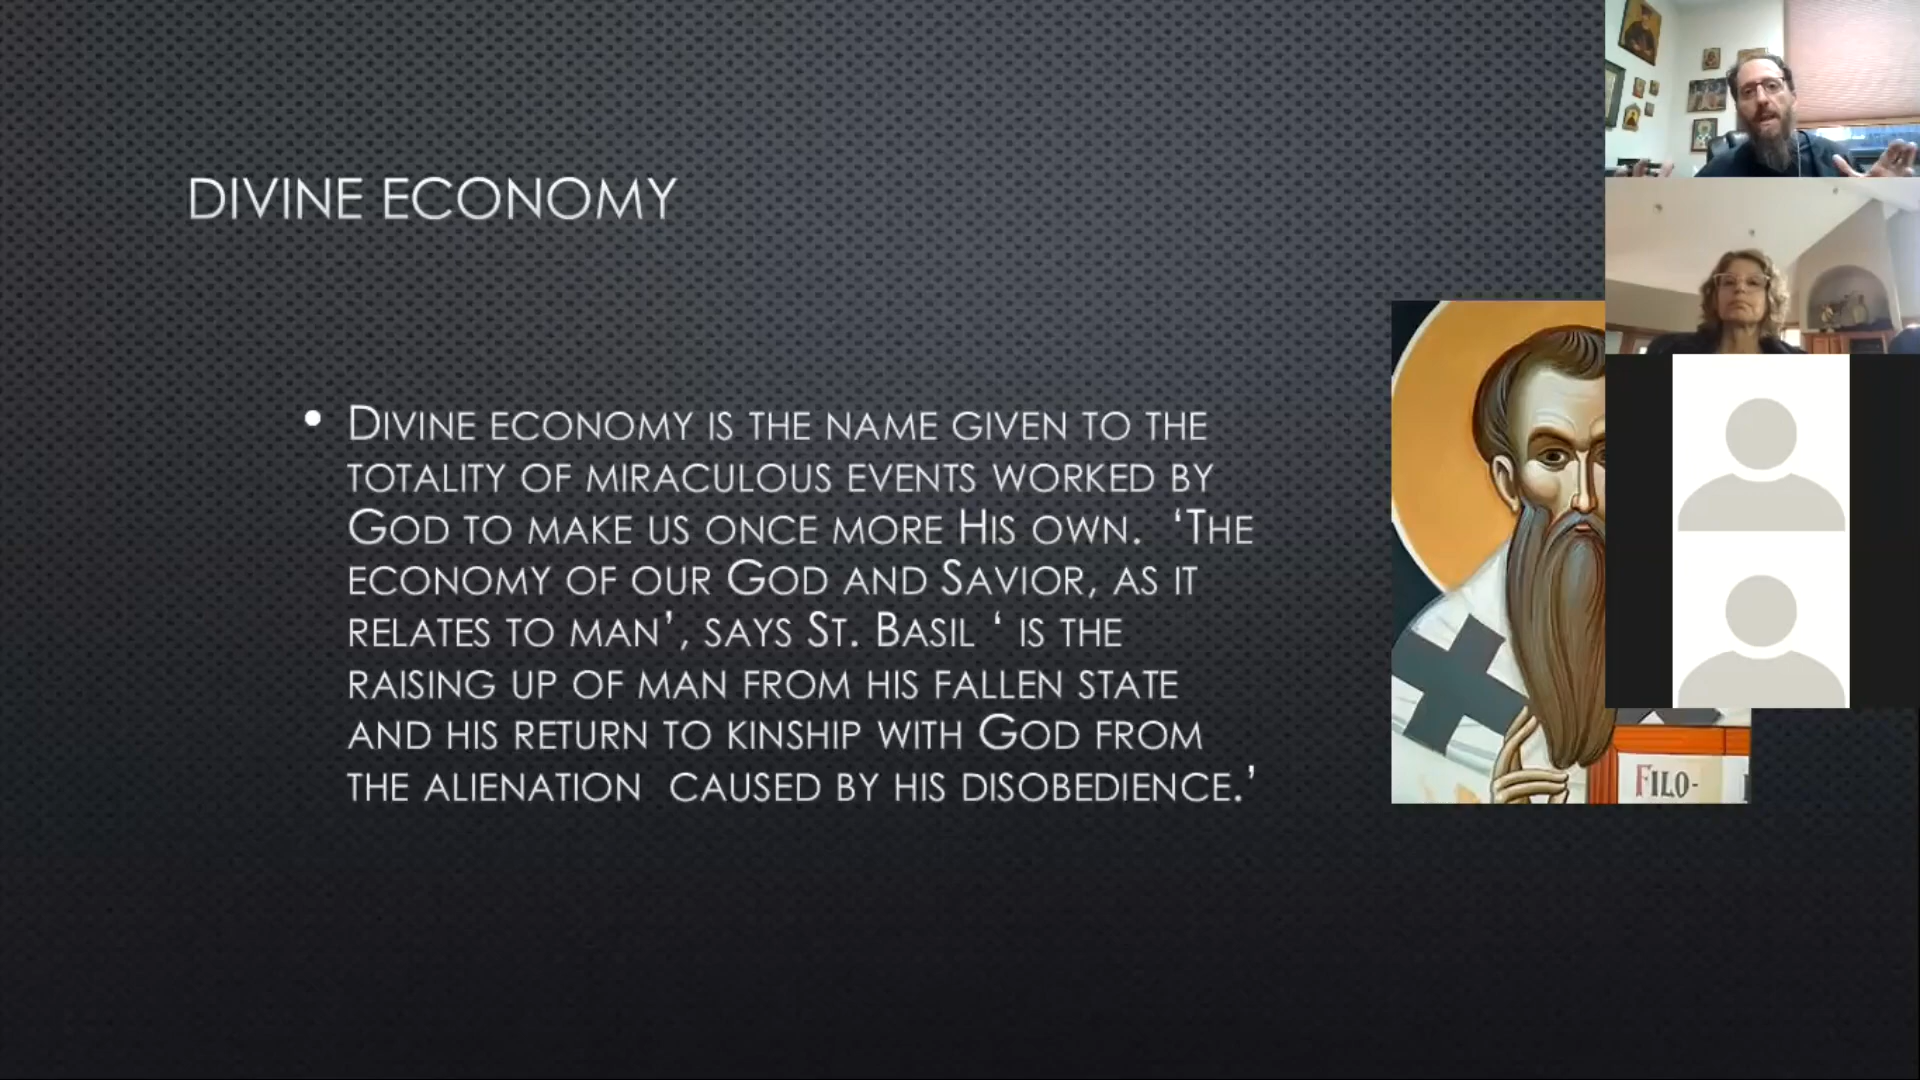 DIVINE ECONOMY
• DIVINE ECONOMY IS THE NAME GIVEN TO THE
TOTALITY OF MIRACULOUS EVENTS WORKED BY
GOD TO MAKE US ONCE MORE HIS OWN.  ‘THE
ECONOMY OF OUR GOD AND SAVIOR, AS IT
RELATES TO MAN’, SAYS ST. BASIL ‘ IS THE
RAISING UP OF MAN FROM HIS FALLEN STATE
AND HIS RETURN TO KINSHIP WITH GOD FROM
THE ALIENATION  CAUSED BY HIS DISOBEDIENCE.’
FILO-